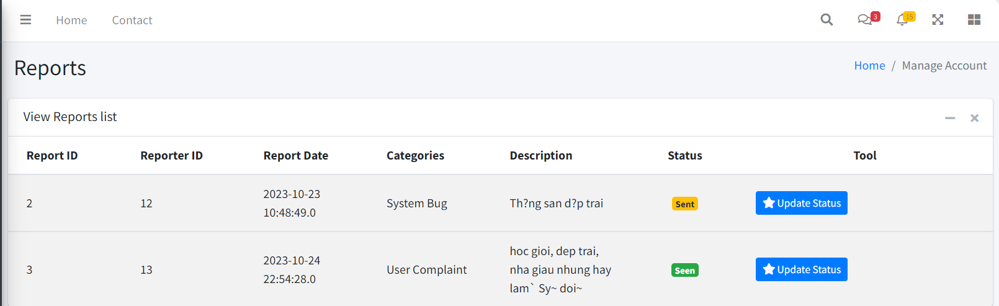 Home Contact 3 15
Reports
Home / Manage Account
View Reports list
Report ID Reporter ID Report Date Categories Description Status Tool
2 12 2023-10-23 10:48:49.0 System Bug Th?ng san d?p trai Sent Update Status
3 13 2023-10-24 22:54:28.0 User Complaint hoc gioi, dep trai, nha giau nhung hay lam` Sy~ doi~ Seen Update Status